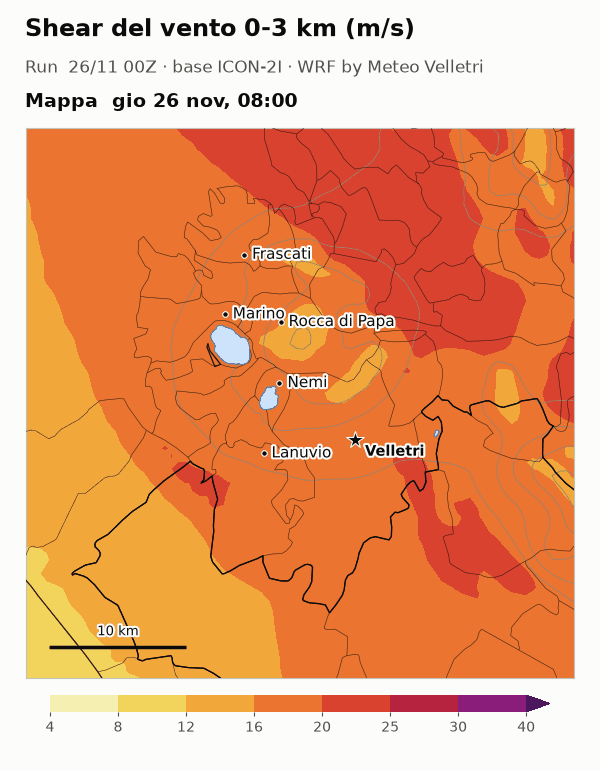 Shear del vento 0-3 km (m/s)
Run  26/11 00Z · base ICON-2I · WRF by Meteo Velletri
Mappa  gio 26 nov, 08:00
Frascati
Marino
Rocca di Papa
Nemi
Velletri
Lanuvio
10 km
4 8 12 16 20 25 30 40